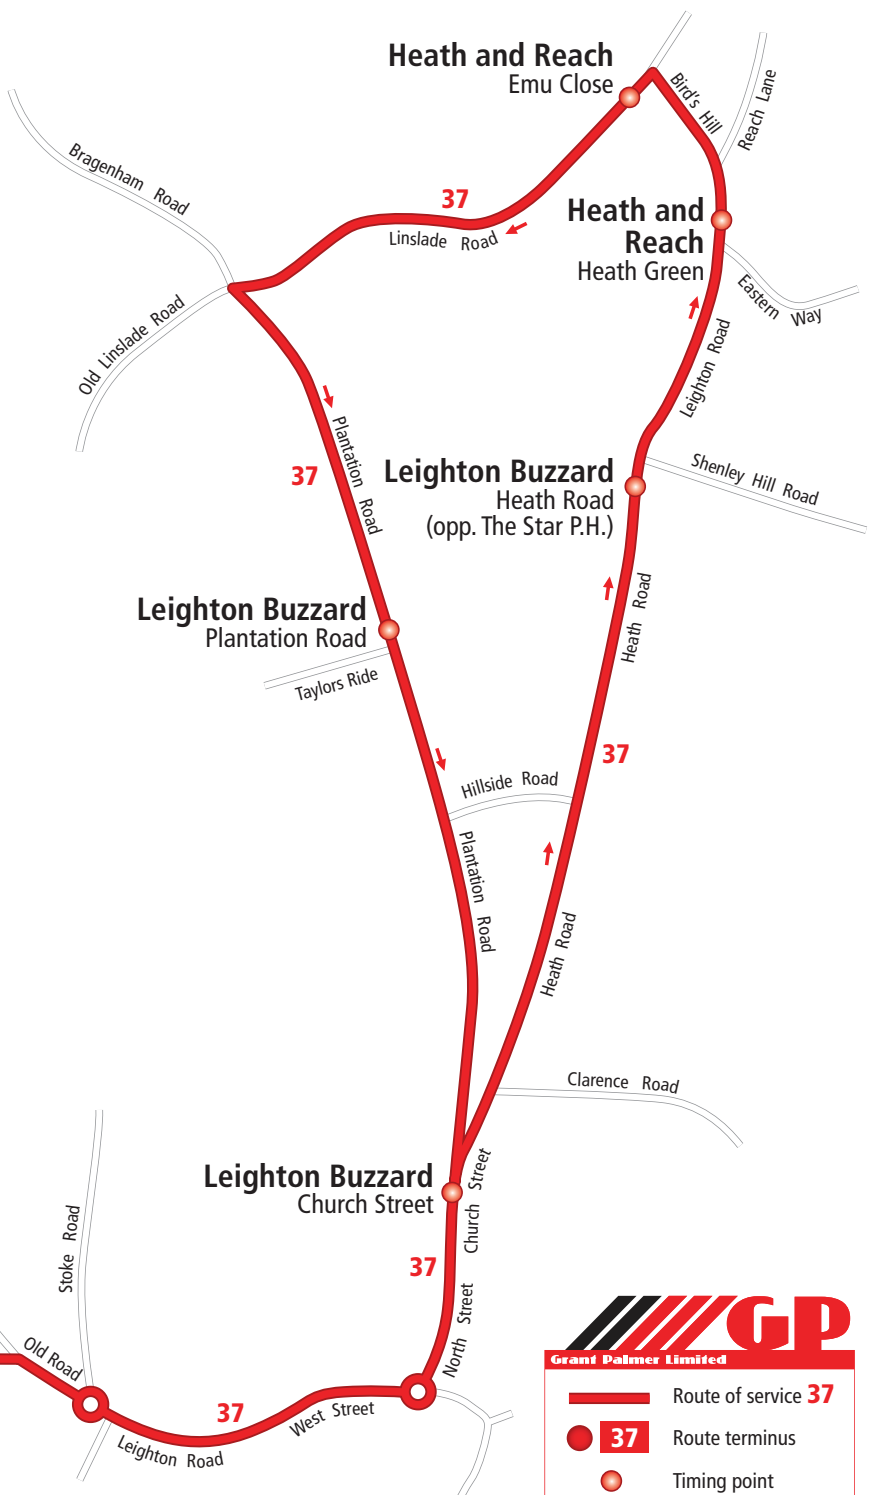 Heath and Reach
Emu Close
Bird's Hill
Reach Lane
Bragenham Road
37
Linslade Road
Heath and
Reach
Heath Green
Eastern Way
Old Linslade Road
Leighton Road
Plantation Road
37
Leighton Buzzard
Heath Road
(opp. The Star P.H.)
Shenley Hill Road
Heath Road
Leighton Buzzard
Plantation Road
Taylors Ride
37
Hillside Road
Plantation Road
Heath Road
Clarence Road
Leighton Buzzard
Church Street
Church Street
Stoke Road
37
North Street
Old Road
37
West Street
Leighton Road
GP
Grant Palmer Limited
Route of service 37
37 Route terminus
Timing point